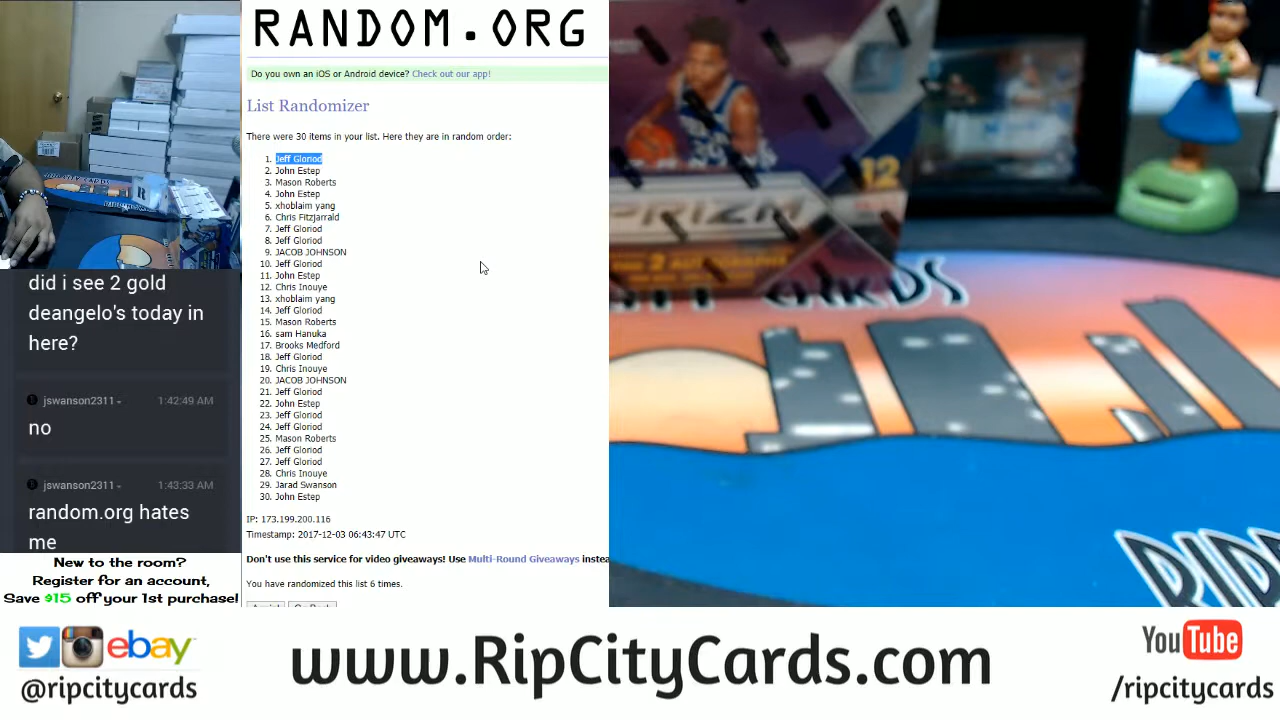 RANDOM.ORG
Do you own an iOS or Android device? Check out our app!
List Randomizer
There were 30 items in your list. Here they are in random order:
1. Jeff Gloriod
2. John Estep
3. Mason Roberts
4. John Estep
5. xhoblaim yang
6. Chris Fitzjarrald
7. Jeff Gloriod
8. Jeff Gloriod
9. JACOB JOHNSON
10. Jeff Gloriod
11. John Estep
12. Chris Inouye
13. xhoblaim yang
14. Jeff Gloriod
15. Mason Roberts
16. sam Hanuka
17. Brooks Medford
18. Jeff Gloriod
19. Chris Inouye
20. JACOB JOHNSON
21. Jeff Gloriod
22. John Estep
23. Jeff Gloriod
24. Jeff Gloriod
25. Mason Roberts
26. Jeff Gloriod
27. Jeff Gloriod
28. Chris Inouye
29. Jarad Swanson
30. John Estep
IP: 173.199.200.116
Timestamp: 2017-12-03 06:43:47 UTC
Don't use this service for video giveaways! Use Multi-Round Giveaways instea
You have randomized this list 6 times.
did i see 2 gold
deangelo's today in
here?
jswanson2311 1:42:49 AM
no
jswanson2311 1:43:33 AM
random.org hates
me
New to the room?
Register for an account,
Save $15 off your 1st purchase!
12
PRIZM
CARDS
RIP
ebay
@ripcitycards
www.RipCityCards.com
YouTube
/ripcitycards